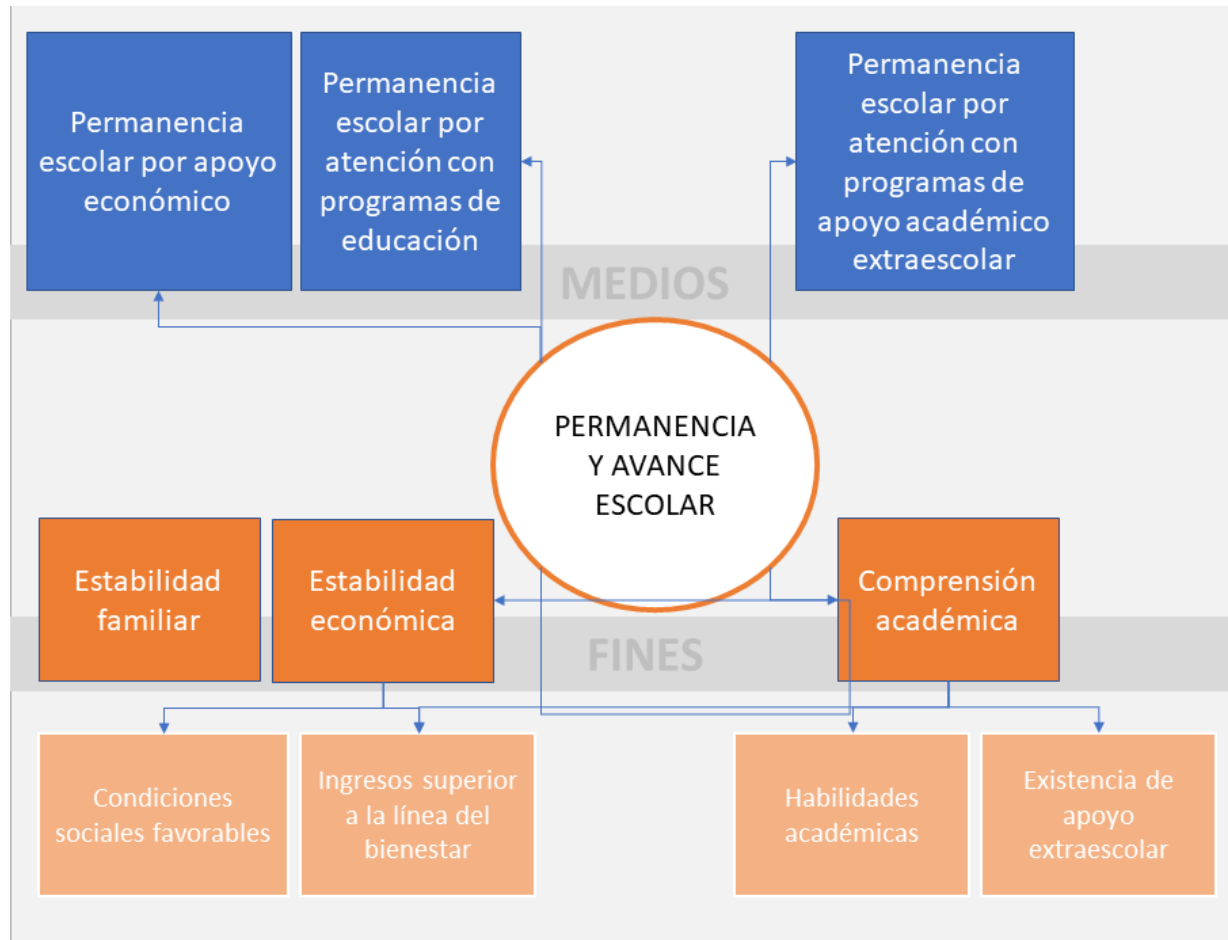 Permanencia
escolar por apoyo
económico
Permanencia
escolar por
atención con
programas de
educación
Permanencia
escolar por
atención con
programas de
apoyo académico
extraescolar
MEDIOS
PERMANENCIA
Y AVANCE
ESCOLAR
Estabilidad
familiar
Estabilidad
económica
Comprensión
académica
FINES
Condiciones
sociales favorables
Ingresos superior
a la línea del
bienestar
Habilidades
académicas
Existencia de
apoyo
extraescolar